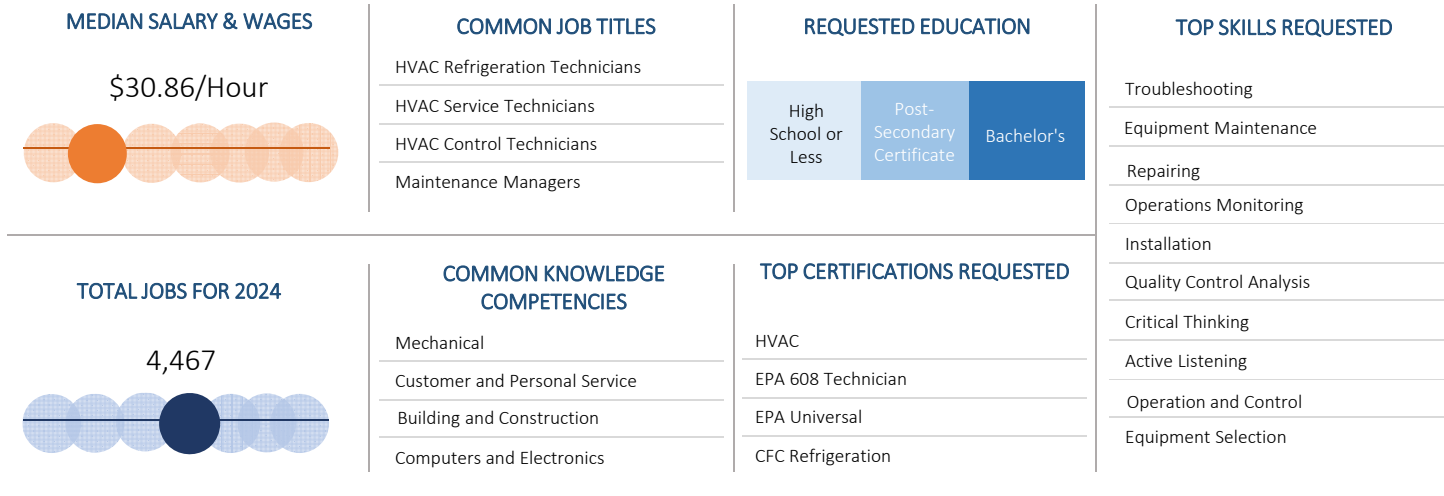 MEDIAN SALARY & WAGES
$30.86/Hour
COMMON JOB TITLES
HVAC Refrigeration Technicians
HVAC Service Technicians
HVAC Control Technicians
Maintenance Managers
REQUESTED EDUCATION
High
School or
Less
Post-
Secondary
Certificate
Bachelor's
TOP SKILLS REQUESTED
Troubleshooting
Equipment Maintenance
Repairing
Operations Monitoring
Installation
Quality Control Analysis
Critical Thinking
Active Listening
Operation and Control
Equipment Selection
TOTAL JOBS FOR 2024
4,467
COMMON KNOWLEDGE
COMPETENCIES
Mechanical
Customer and Personal Service
Building and Construction
Computers and Electronics
TOP CERTIFICATIONS REQUESTED
HVAC
EPA 608 Technician
EPA Universal
CFC Refrigeration